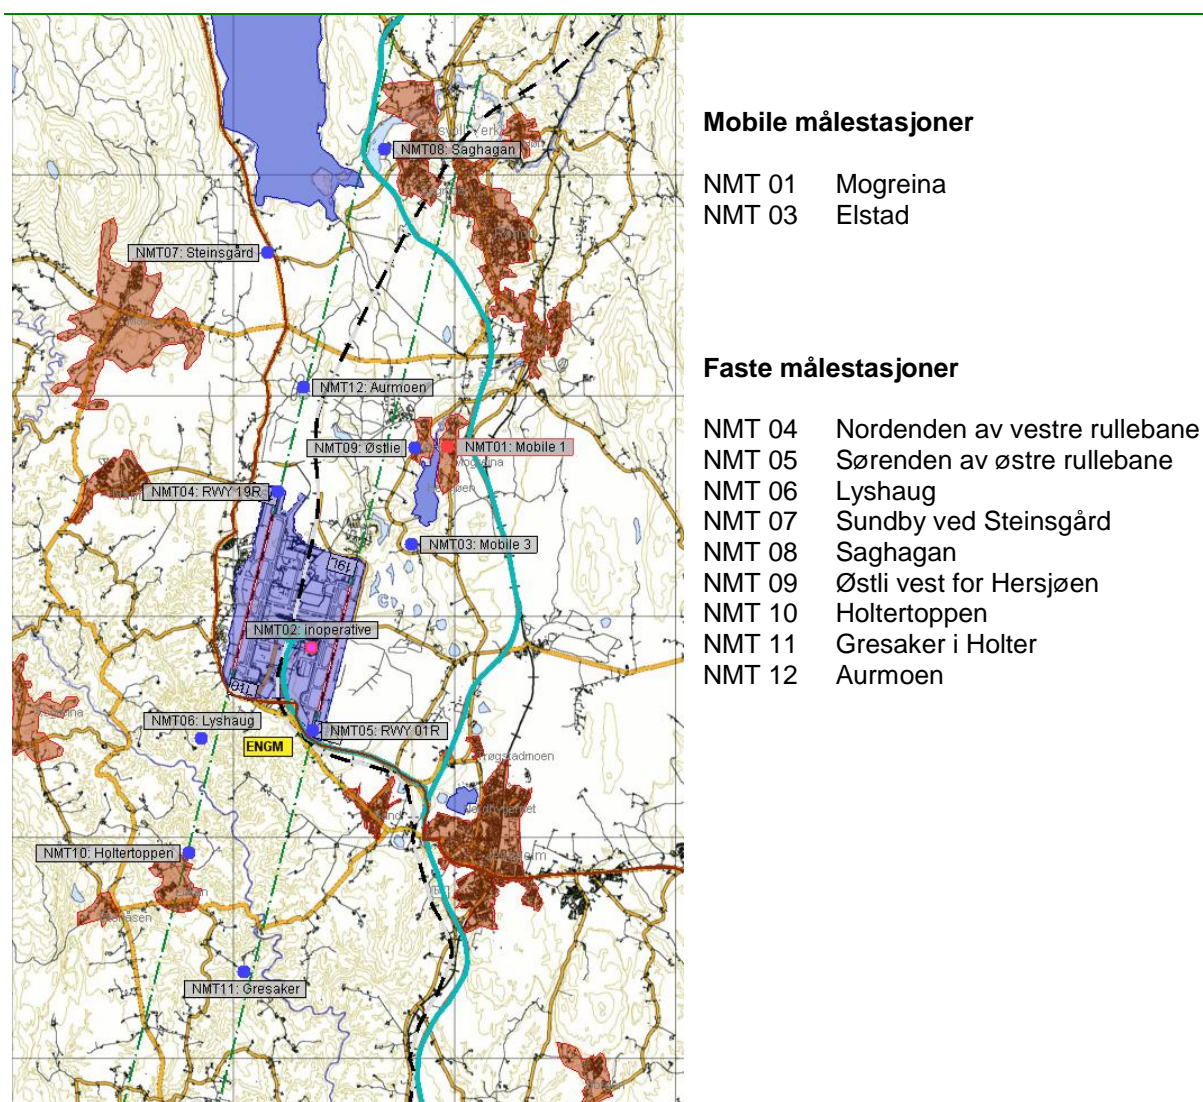 NMT08: Saghagan
NMT07: Steinsgård
NMT12: Aurmoen
NMT09: Østlie
NMT01: Mobile 1
Mogreina
NMT04: RWY 19R
NMT03: Mobile 3
19L
NMT02: inoperative
NMT06: Lyshaug
NMT05: RWY 01R
ENGM
NMT10: Holtertoppen
NMT11: Gresaker
Mobile målestasjoner
NMT 01 Mogreina
NMT 03 Elstad
Faste målestasjoner
NMT 04 Nordenden av vestre rullebane
NMT 05 Sørenden av østre rullebane
NMT 06 Lyshaug
NMT 07 Sundby ved Steinsgård
NMT 08 Saghagan
NMT 09 Østli vest for Hersjøen
NMT 10 Holtertoppen
NMT 11 Gresaker i Holter
NMT 12 Aurmoen